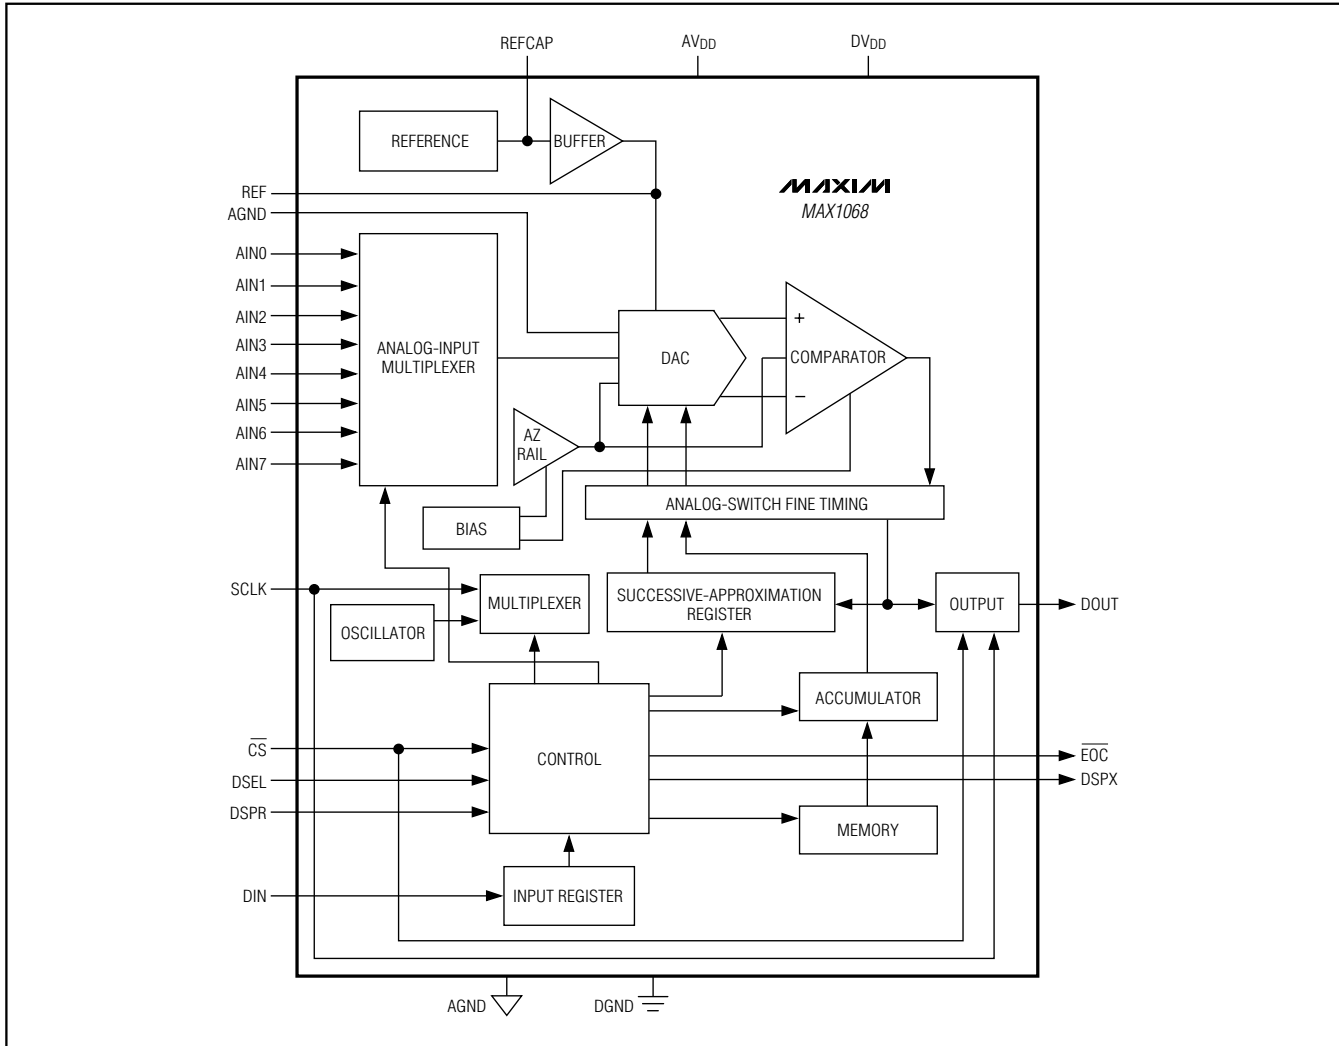 REFCAP
AVDD
DVDD
REFERENCE
BUFFER
REF
AGND
MAXIM
MAX1068
AIN0
AIN1
AIN2
AIN3
AIN4
AIN5
AIN6
AIN7
ANALOG-INPUT
MULTIPLEXER
DAC
+
COMPARATOR
−
AZ
RAIL
BIAS
ANALOG-SWITCH FINE TIMING
SCLK
MULTIPLEXER
OSCILLATOR
SUCCESSIVE-APPROXIMATION
REGISTER
OUTPUT
DOUT
ACCUMULATOR
CS
DSEL
DSPR
CONTROL
EOC
DSPX
MEMORY
DIN
INPUT REGISTER
AGND
DGND